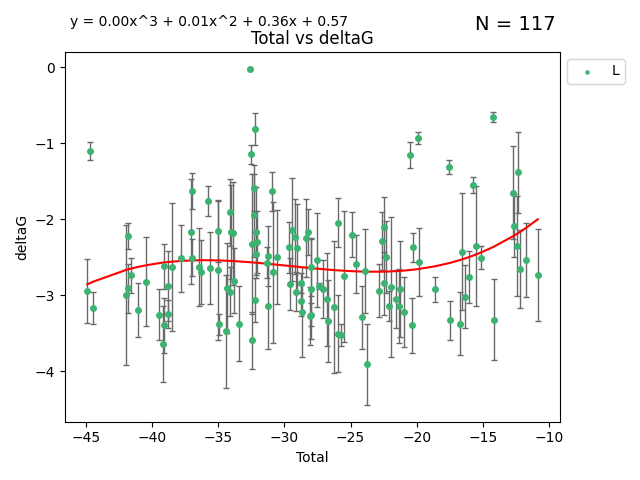 y = 0.00x^3 + 0.01x^2 + 0.36x + 0.57
N = 117
Total vs deltaG
L
0
−1
−2
−3
−4
deltaG
−45 −40 −35 −30 −25 −20 −15 −10
Total